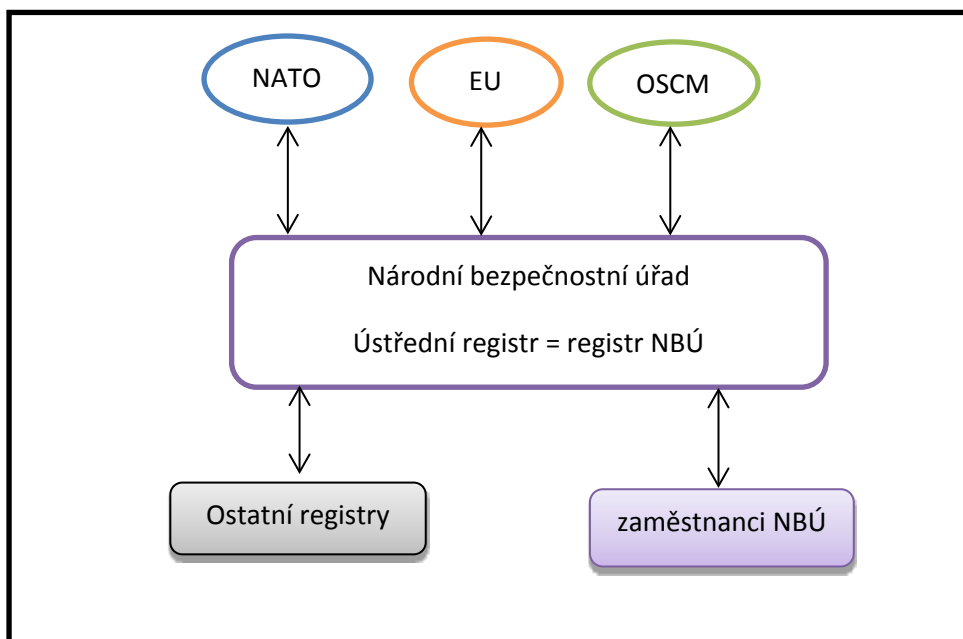 NATO
EU
OSCM
Národní bezpečnostní úřad
Ústřední registr = registr NBÚ
Ostatní registry
zaměstnanci NBÚ